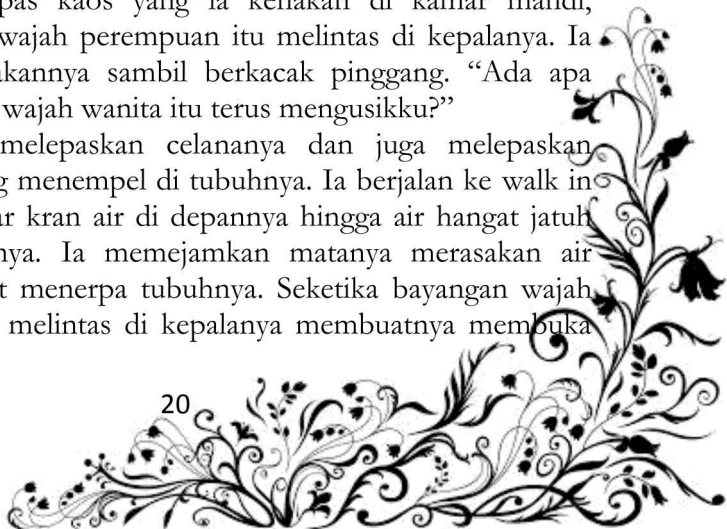 pas kaos yang ia kenakan di kamar mandi,
wajah perempuan itu melintas di kepalanya. Ia
akannya sambil berkacak pinggang. “Ada apa
wajah wanita itu terus mengusikku?”
melepaskan celananya dan juga melepaskan
g menempel di tubuhnya. Ia berjalan ke walk in
ar kran air di depannya hingga air hangat jatuh
nya. Ia memejamkan matanya merasakan air
t menerpa tubuhnya. Seketika bayangan wajah
melintas di kepalanya membuatnya membuka
20